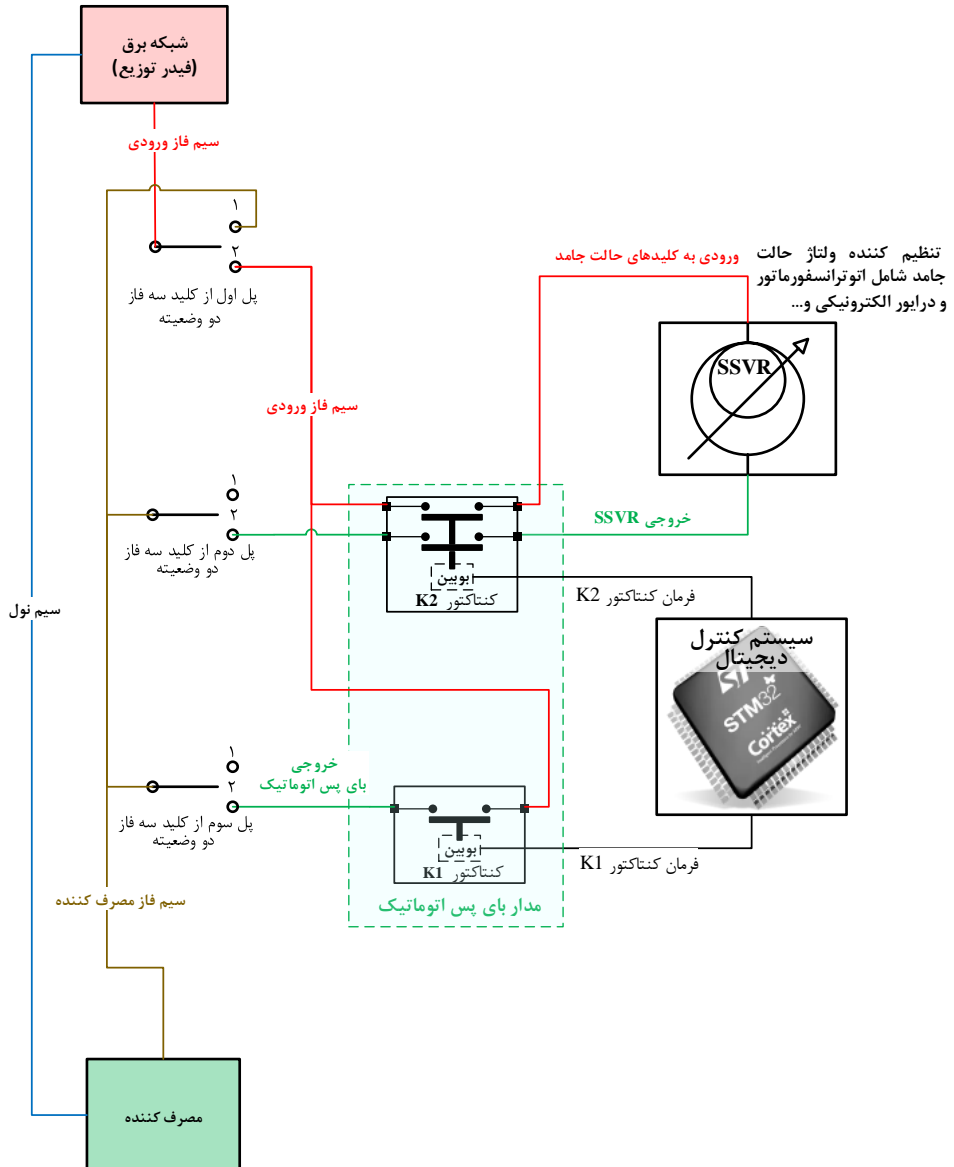 شبکه برق
(فیدر توزیع)
سیم فاز ورودی
۱
۲
پل اول از کلید سه فاز
دو وضعیته
ورودی به کلیدهای حالت جامد
تنظیم کننده ولتاژ حالت
جامد شامل اتوترانسفورماتور
و درایور الکترونیکی و...
SSVR
سیم فاز ورودی
۱
۲
پل دوم از کلید سه فاز
دو وضعیته
خروجی SSVR
بوبین
کنتاکتور K2
فرمان کنتاکتور K2
سیم نول
سیستم کنترل
دیجیتال
STM32
Cortex
۱
۲
پل سوم از کلید سه فاز
دو وضعیته
خروجی
بای پس اتوماتیک
بوبین
کنتاکتور K1
فرمان کنتاکتور K1
سیم فاز مصرف کننده
مدار بای پس اتوماتیک
مصرف کننده